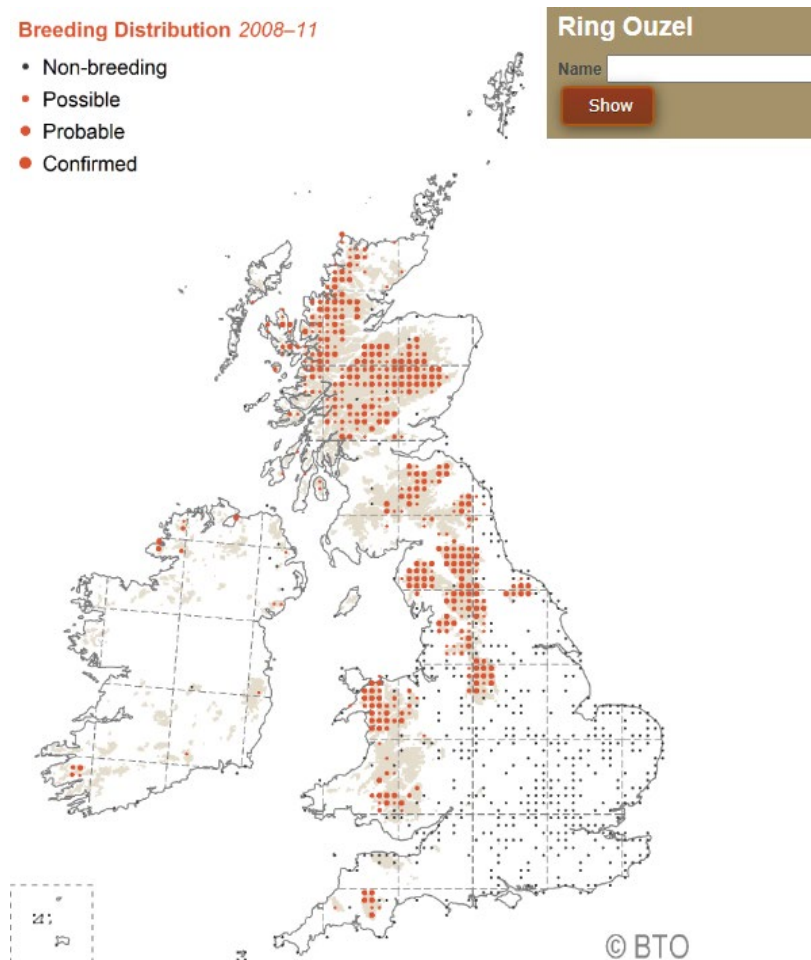 Breeding Distribution 2008–11
Non-breeding
Possible
Probable
Confirmed
Ring Ouzel
Name
Show
© BTO